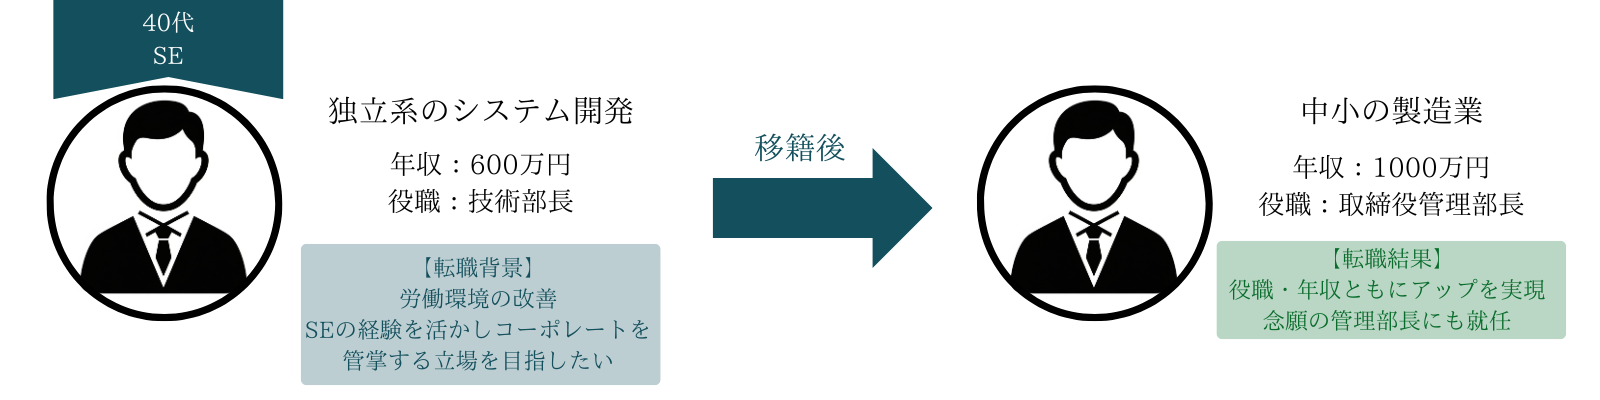 40代
SE
独立系のシステム開発
年収：600万円
役職：技術部長
【転職背景】
労働環境の改善
SEの経験を活かしコーポレートを
管掌する立場を目指したい
移籍後
中小の製造業
年収：1000万円
役職：取締役管理部長
【転職結果】
役職・年収ともにアップを実現
念願の管理部長にも就任